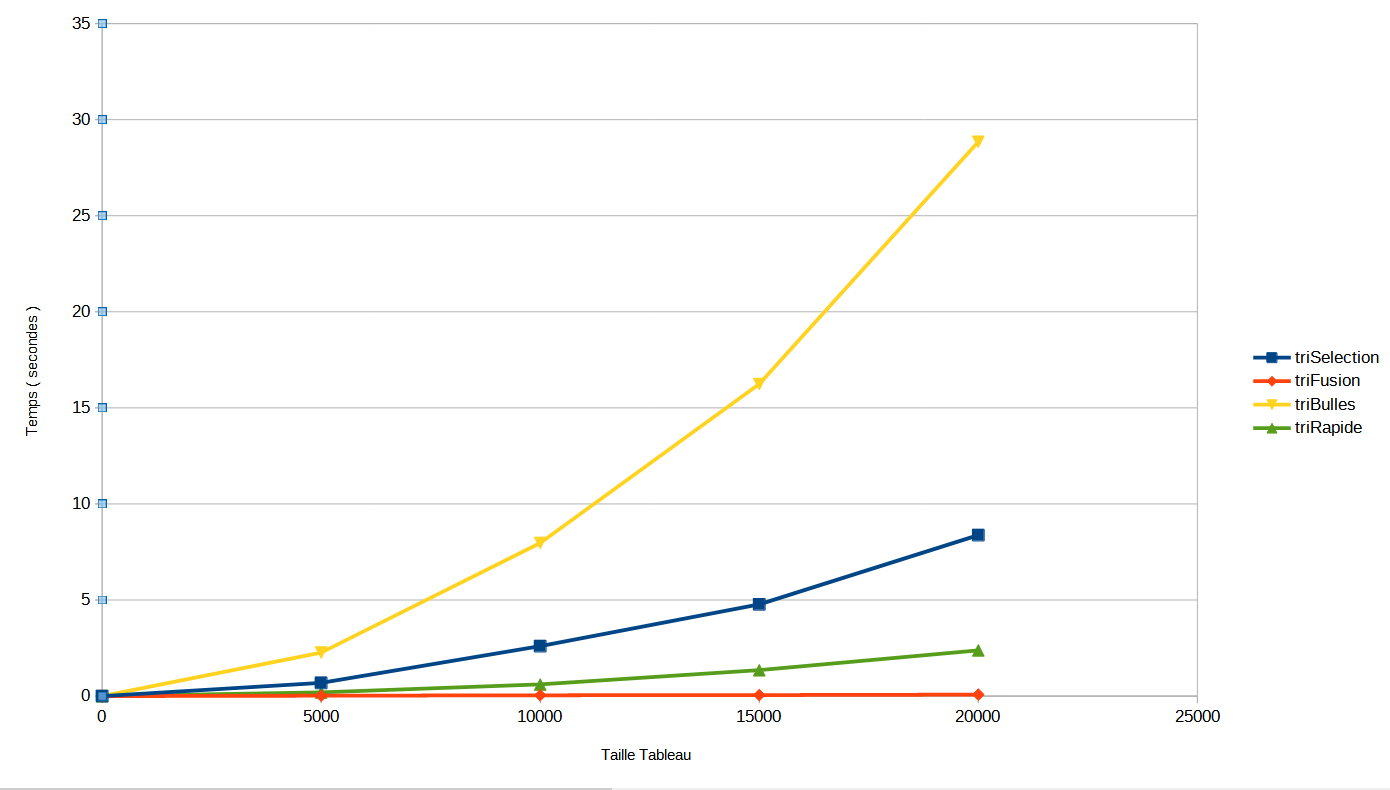 35
30
25
20
15
10
5
0
Temps ( secondes )
0 5000 10000 15000 20000 25000
Taille Tableau
triSelection
triFusion
triBulles
triRapide